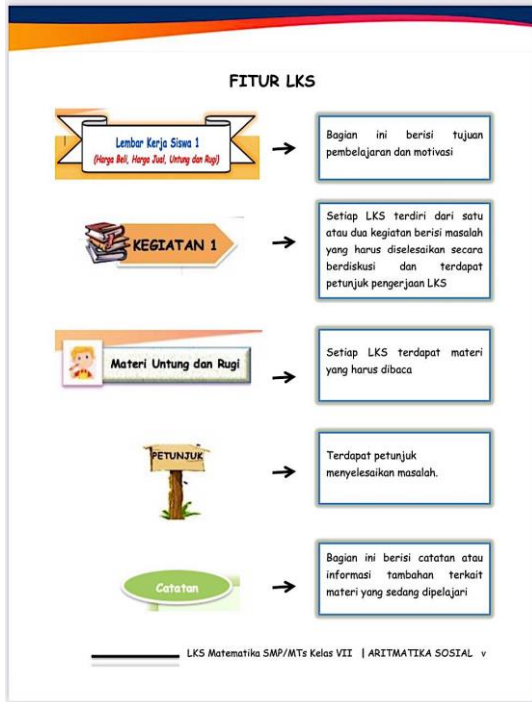 FITUR LKS
Lembar Kerja Siswa 1
(Harga Beli, Harga Jual, Untung dan Rugi)
Bagian ini berisi tujuan
pembelajaran dan motivasi
KEGIATAN 1
Setiap LKS terdiri dari satu
atau dua kegiatan berisi masalah
yang harus diselesaikan secara
berdiskusi dan terdapat
petunjuk pengerjaan LKS
Materi Untung dan Rugi
Setiap LKS terdapat materi
yang harus dibaca
PETUNJUK
Terdapat petunjuk
menyelesaikan masalah.
Catatan
Bagian ini berisi catatan atau
informasi tambahan terkait
materi yang sedang dipelajari
LKS Matematika SMP/MTs Kelas VII | ARITMATIKA SOSIAL v